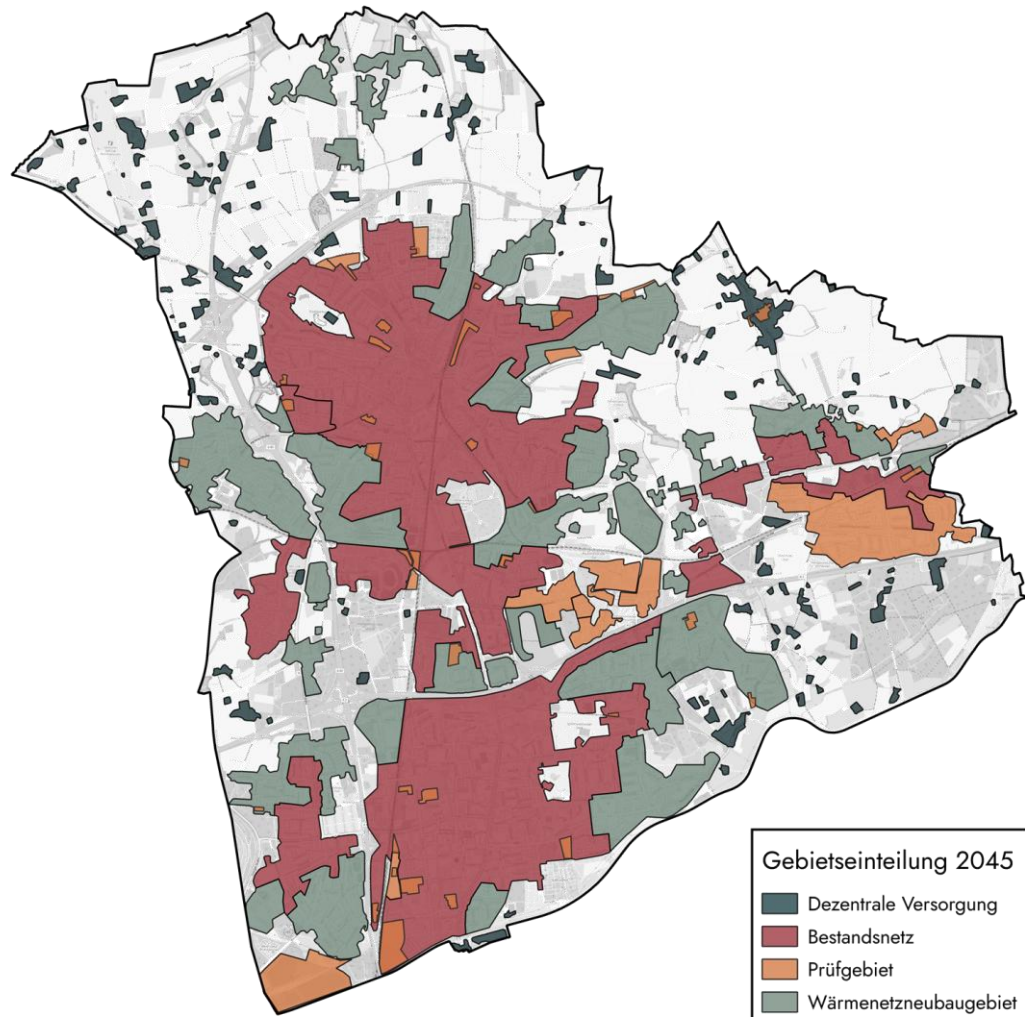 Gebietseinteilung 2045
Dezentrale Versorgung
Bestandsnetz
Prüfgebiet
Wärmenetzneubaugebiet